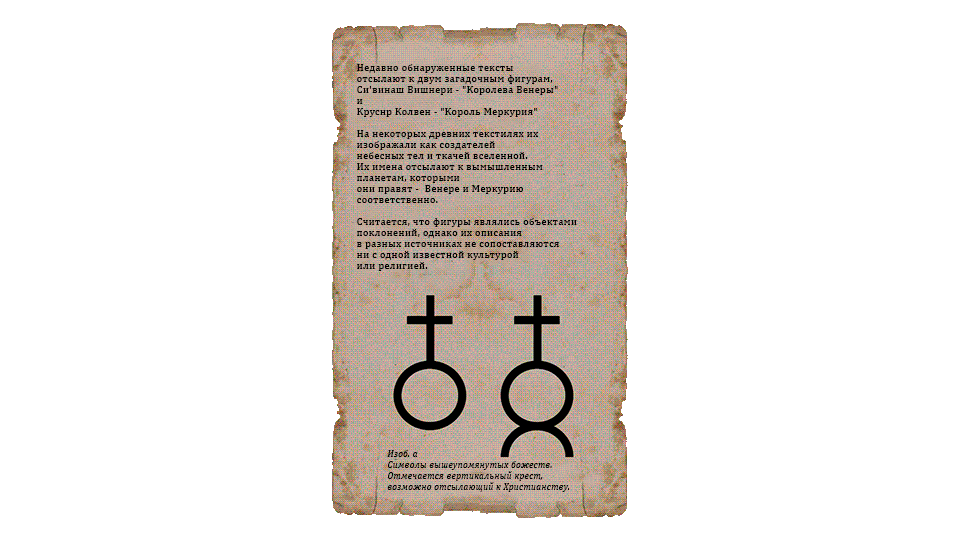 Недавно обнаруженные тексты
отсылают к двум загадочным фигурам,
Си'винаш Вишнери - "Королева Венеры"
и
Круснр Колвен - "Король Меркурия"
На некоторых древних текстилях их
изображали как создателей
небесных тел и ткачей вселенной.
Их имена отсылают к вымышленным
планетам, которыми
они правят - Венере и Меркурию
соответственно.
Считается, что фигуры являлись объектами
поклонений, однако их описания
в разных источниках не сопоставляются
ни с одной известной культурой
или религией.
Изоб. а
Символы вышеупомянутых божеств.
Отмечается вертикальный крест,
возможно отсылающий к Христианству.